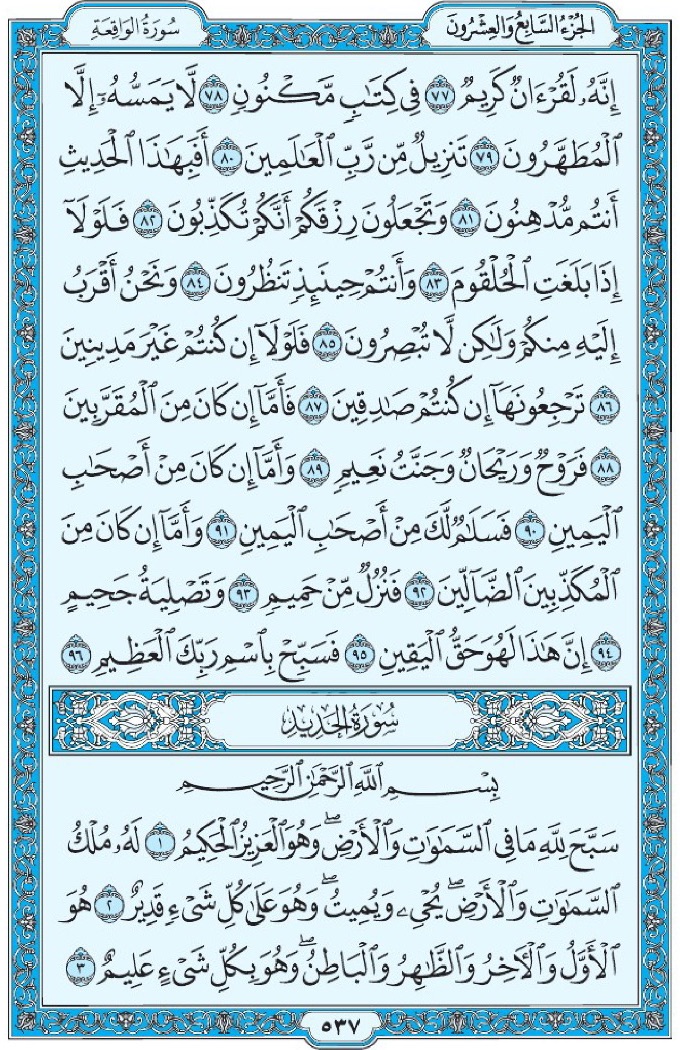 الجُزْءُ السَّابِعُ وَالعِشْرُونَ
سُورَةُ الوَاقِعَةِ
إِنَّهُۥ لَقُرْءَانٌ كَرِيمٌ ٧٧ فِي كِتَٰبٍ مَّكْنُونٍ ٧٨ لَّا يَمَسُّهُۥٓ إِلَّا
ٱلْمُطَهَّرُونَ ٧٩ تَنزِيلٌ مِّن رَّبِّ ٱلْعَٰلَمِينَ ٨٠ أَفَبِهَٰذَا ٱلْحَدِيثِ
أَنتُم مُّدْهِنُونَ ٨١ وَتَجْعَلُونَ رِزْقَكُمْ أَنَّكُمْ تُكَذِّبُونَ ٨٢ فَلَوْلَآ
إِذَا بَلَغَتِ ٱلْحُلْقُومَ ٨٣ وَأَنتُمْ حِينَئِذٍ تَنظُرُونَ ٨٤ وَنَحْنُ أَقْرَبُ
إِلَيْهِ مِنكُمْ وَلَٰكِن لَّا تُبْصِرُونَ ٨٥ فَلَوْلَآ إِن كُنتُمْ غَيْرَ مَدِينِينَ
٨٦ تَرْجِعُونَهَآ إِن كُنتُمْ صَٰدِقِينَ ٨٧ فَأَمَّآ إِن كَانَ مِنَ ٱلْمُقَرَّبِينَ
٨٨ فَرَوْحٌ وَرَيْحَانٌ وَجَنَّتُ نَعِيمٍ ٨٩ وَأَمَّآ إِن كَانَ مِنْ أَصْحَٰبِ
ٱلْيَمِينِ ٩٠ فَسَلَٰمٌ لَّكَ مِنْ أَصْحَٰبِ ٱلْيَمِينِ ٩١ وَأَمَّآ إِن كَانَ مِنَ
ٱلْمُكَذِّبِينَ ٱلضَّآلِّينَ ٩٢ فَنُزُلٌ مِّنْ حَمِيمٍ ٩٣ وَتَصْلِيَةُ جَحِيمٍ
٩٤ إِنَّ هَٰذَا لَهُوَ حَقُّ ٱلْيَقِينِ ٩٥ فَسَبِّحْ بِٱسْمِ رَبِّكَ ٱلْعَظِيمِ ٩٦
سُورَةُ الحَدِيدِ
بِسْمِ ٱللَّهِ ٱلرَّحْمَٰنِ ٱلرَّحِيمِ
سَبَّحَ لِلَّهِ مَا فِي ٱلسَّمَٰوَٰتِ وَٱلْأَرْضِۖ وَهُوَ ٱلْعَزِيزُ ٱلْحَكِيمُ ١ لَهُۥ مُلْكُ
ٱلسَّمَٰوَٰتِ وَٱلْأَرْضِۖ يُحْيِۦ وَيُمِيتُۖ وَهُوَ عَلَىٰ كُلِّ شَيْءٍ قَدِيرٌ ٢ هُوَ
ٱلْأَوَّلُ وَٱلْءَاخِرُ وَٱلظَّٰهِرُ وَٱلْبَاطِنُۖ وَهُوَ بِكُلِّ شَيْءٍ عَلِيمٌ ٣
٥٣٧